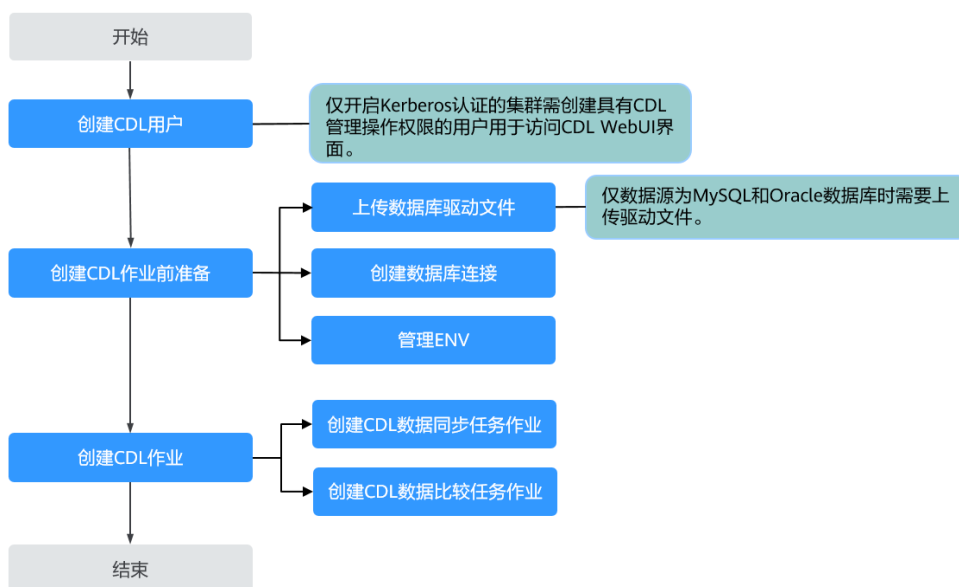 开始
创建CDL用户
仅开启Kerberos认证的集群需创建具有CDL
管理操作权限的用户用于访问CDL WebUI界
面。
上传数据库驱动文件
仅数据源为MySQL和Oracle数据库时需要上
传驱动文件。
创建CDL作业前准备
创建数据库连接
管理ENV
创建CDL数据同步任务作业
创建CDL作业
创建CDL数据比较任务作业
结束